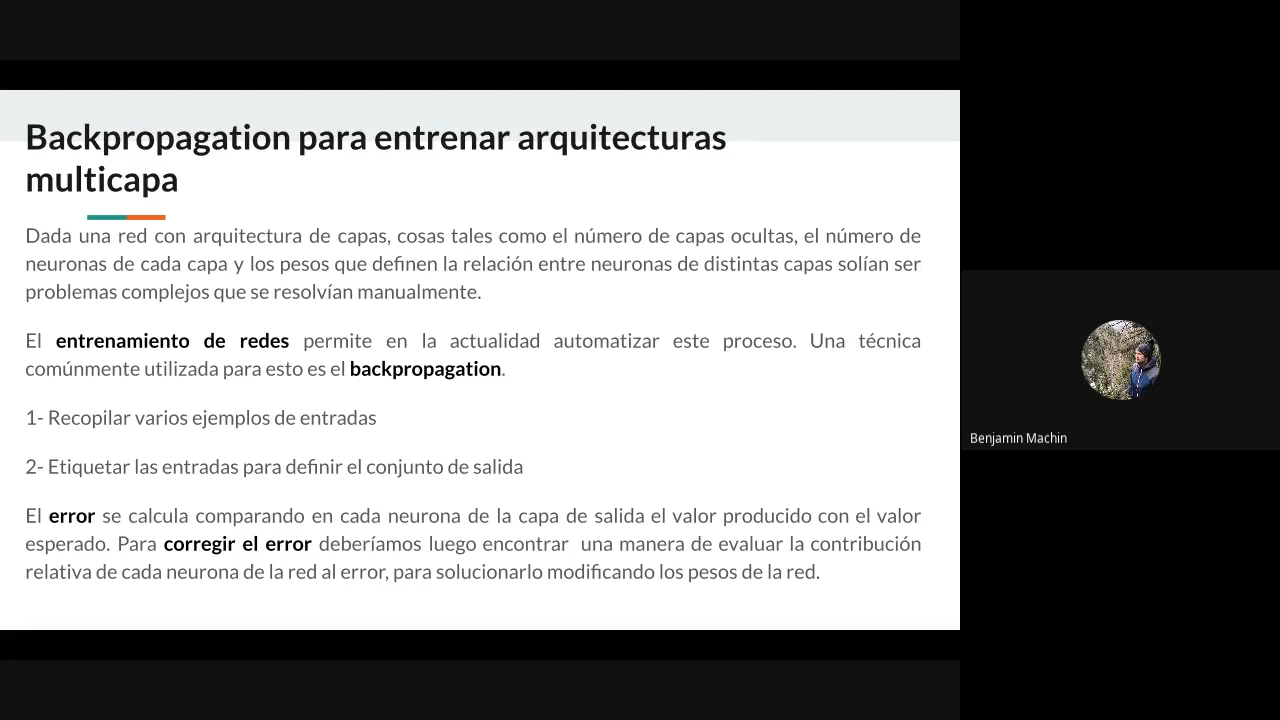 Backpropagation para entrenar arquitecturas
multicapa
Dada una red con arquitectura de capas, cosas tales como el número de capas ocultas, el número de
neuronas de cada capa y los pesos que definen la relación entre neuronas de distintas capas solían ser
problemas complejos que se resolvían manualmente.
El entrenamiento de redes permite en la actualidad automatizar este proceso. Una técnica
comúnmente utilizada para esto es el backpropagation.
1- Recopilar varios ejemplos de entradas
2- Etiquetar las entradas para definir el conjunto de salida
El error se calcula comparando en cada neurona de la capa de salida el valor producido con el valor
esperado. Para corregir el error deberíamos luego encontrar una manera de evaluar la contribución
relativa de cada neurona de la red al error, para solucionarlo modificando los pesos de la red.
Benjamin Machin